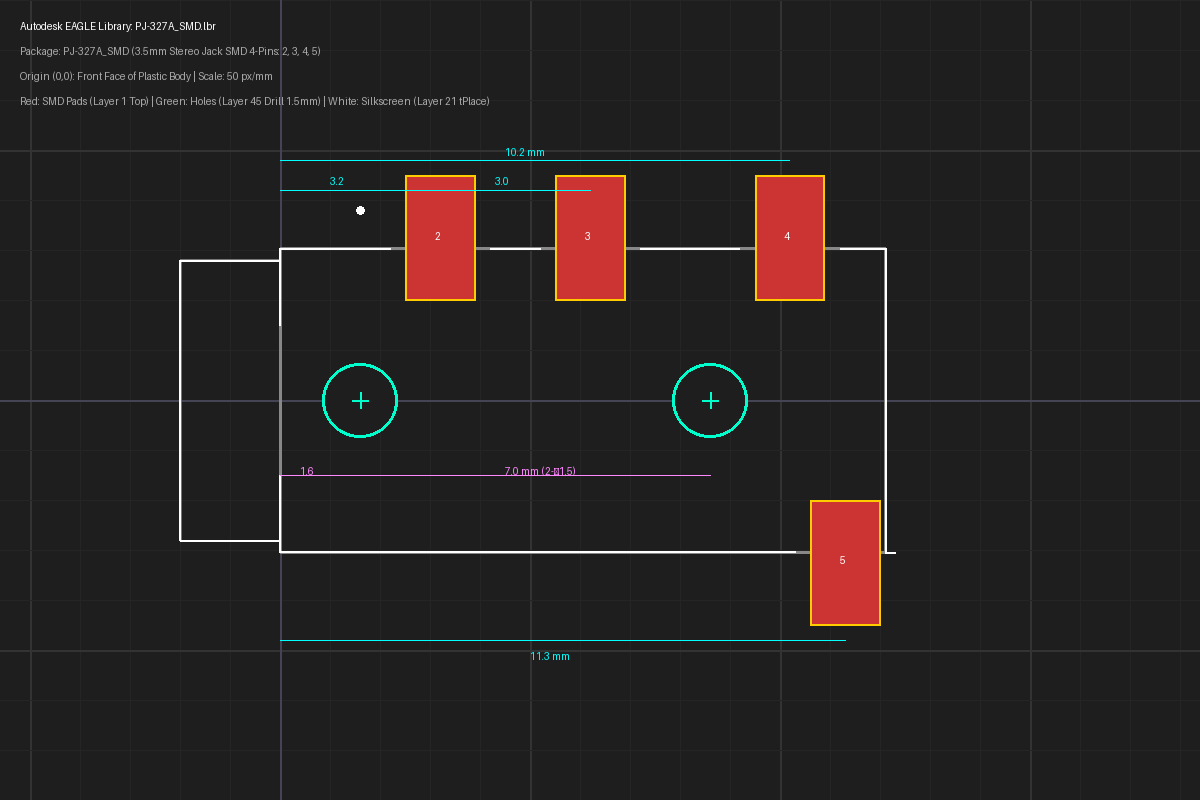 Autodesk EAGLE Library: PJ-327A_SMD.lbr
Package: PJ-327A_SMD (3.5mm Stereo Jack SMD 4-Pins: 2, 3, 4, 5)
Origin (0,0): Front Face of Plastic Body | Scale: 50 px/mm
Red: SMD Pads (Layer 1 Top) | Green: Holes (Layer 45 Drill 1.5mm) | White: Silkscreen (Layer 21 tPlace)
10.2 mm
3.2 3.0
2 3 4
1.6 7.0 mm (2-▯1.5)
5
11.3 mm